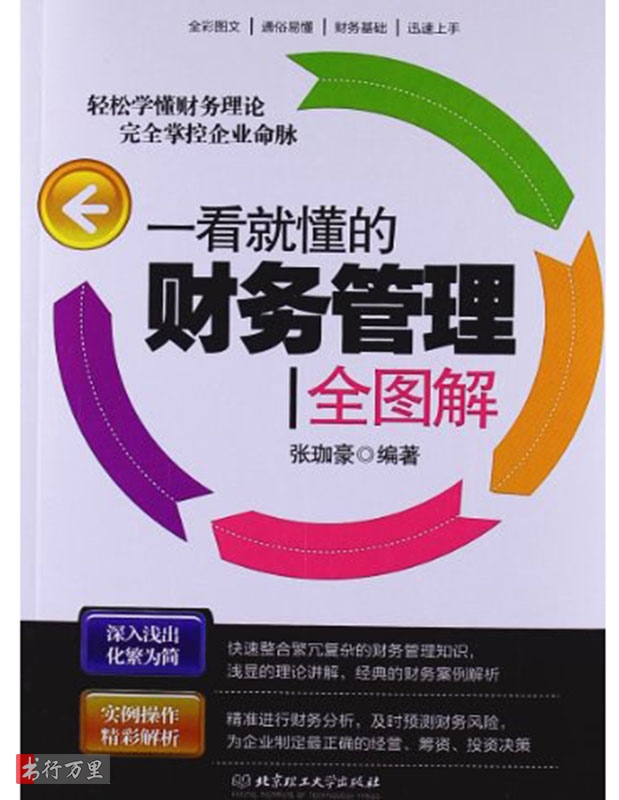 全彩图文 | 通俗易懂 | 财务基础 | 迅速上手
轻松学懂财务理论
完全掌控企业命脉
一看就懂的
财务管理
全图解
张珈豪◎编著
深入浅出
化繁为简
快速整合繁冗复杂的财务管理知识，
浅显的理论讲解、经典的财务案例解析
实例操作
精彩解析
精准进行财务分析，及时预测财务风险，
为企业制定最正确的经营、筹资、投资决策
北京理工大学出版社
书行万里